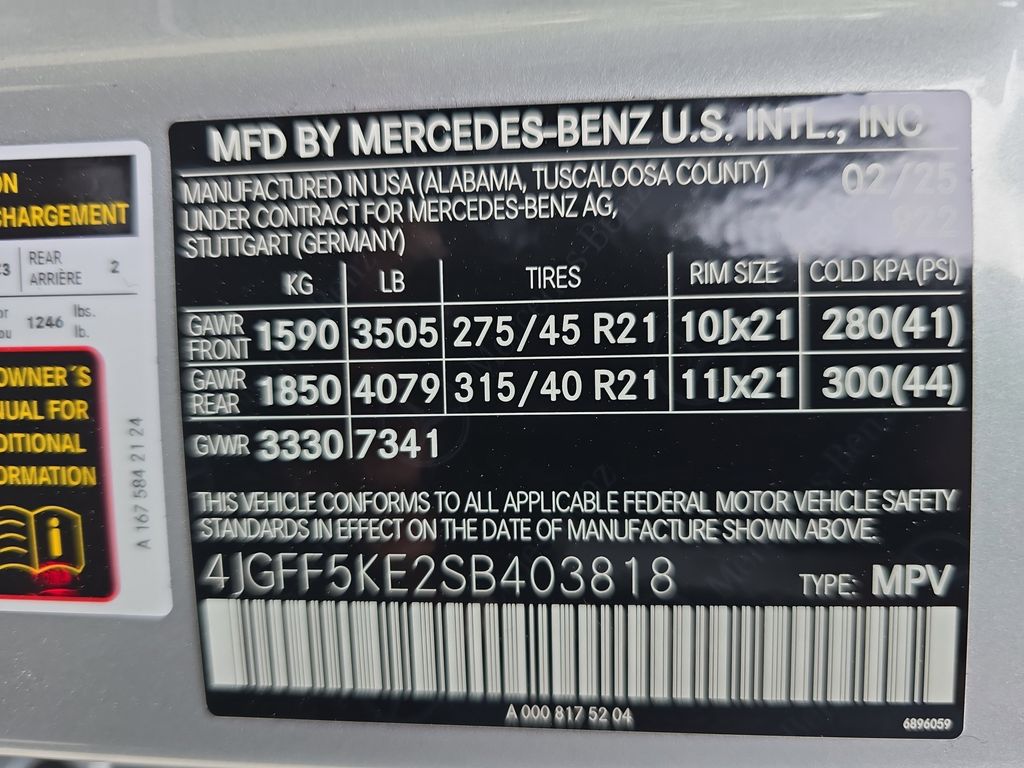 ON
CHARGEMENT
REAR
ARRIÈRE 2
1246 lbs.
lb.
OWNER'S
FOR
A 167 584 21 24
MFD BY MERCEDES-BENZ U.S. INTL., INC
MANUFACTURED IN USA (ALABAMA, TUSCALOOSA COUNTY) 02/25
UNDER CONTRACT FOR MERCEDES-BENZ AG, 
STUTTGART (GERMANY)
KG LB TIRES RIM SIZE COLD KPA (PSI)
GAWR FRONT 1590 3505 275/45 R21 10Jx21 280(41)
GAWR REAR 1850 4079 315/40 R21 11Jx21 300(44)
GVWR 3330 7341
THIS VEHICLE CONFORMS TO ALL APPLICABLE FEDERAL MOTOR VEHICLE SAFETY
STANDARDS IN EFFECT ON THE DATE OF MANUFACTURE SHOWN ABOVE.
4JGFF5KE2SB403818 TYPE: MPV
A 000 817 52 04
6896059